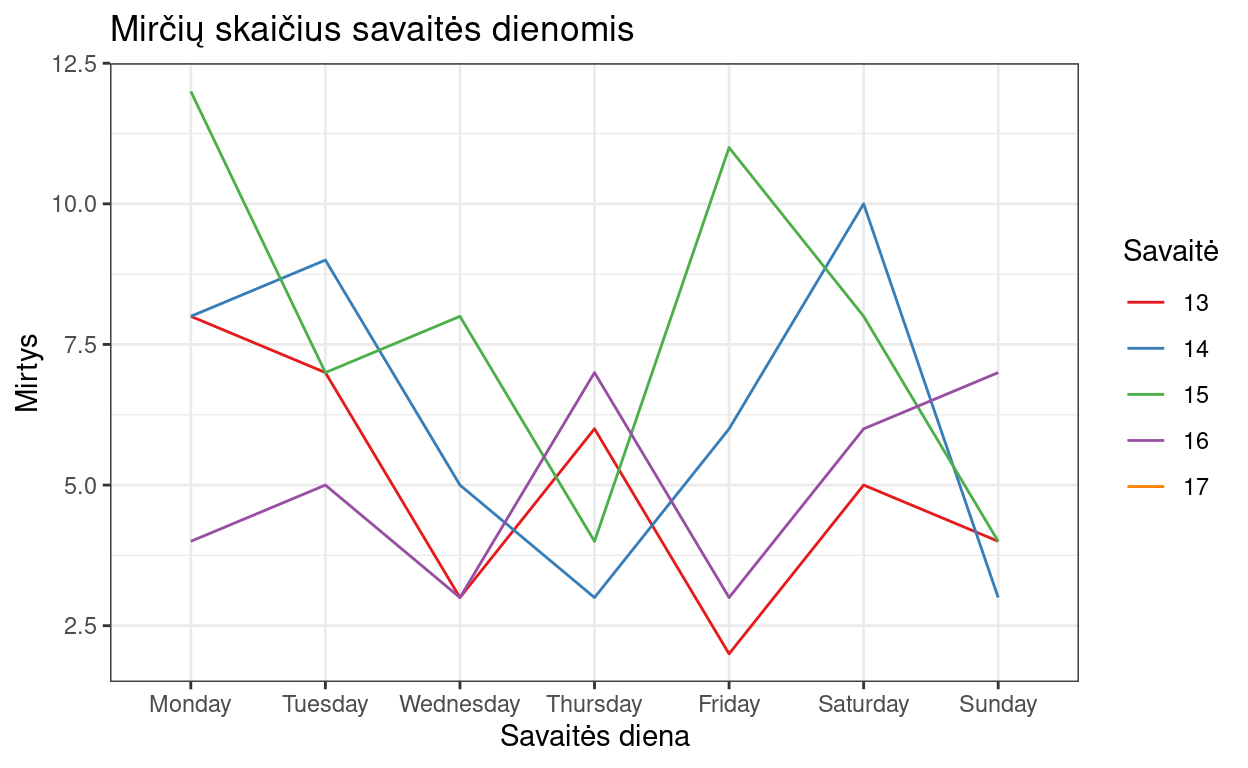 Mirčių skaičius savaitės dienomis
12.5
10.0
7.5
5.0
2.5
Mirtys
Monday Tuesday Wednesday Thursday Friday Saturday Sunday
Savaitės diena
Savaitė
13
14
15
16
17